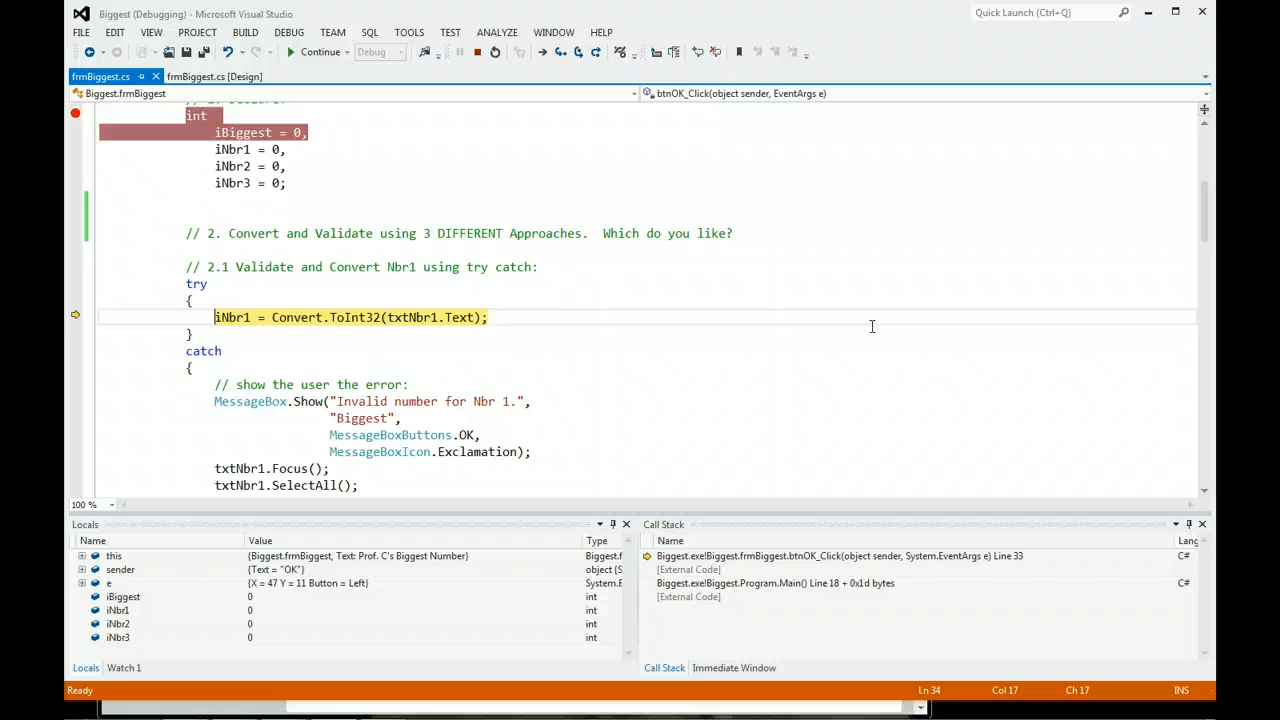 Biggest (Debugging) - Microsoft Visual Studio
Quick Launch (Ctrl+Q)
FILE EDIT VIEW PROJECT BUILD DEBUG TEAM SQL TOOLS TEST ANALYZE WINDOW HELP
Continue Debug
frmBiggest.cs frmBiggest.cs [Design]
Biggest.frmBiggest btnOK_Click(object sender, EventArgs e)
int
iBiggest = 0,
iNbr1 = 0,
iNbr2 = 0,
iNbr3 = 0;
// 2. Convert and Validate using 3 DIFFERENT Approaches. Which do you like?
// 2.1 Validate and Convert Nbr1 using try catch:
try
{
iNbr1 = Convert.ToInt32(txtNbr1.Text);
}
catch
{
// show the user the error:
MessageBox.Show("Invalid number for Nbr 1.",
"Biggest",
MessageBoxButtons.OK,
MessageBoxIcon.Exclamation);
txtNbr1.Focus();
txtNbr1.SelectAll();
100 %
Locals
Name Value Type
this {Biggest.frmBiggest, Text: Prof. C's Biggest Number} Biggest.f
sender {Text = "OK"} object {S
e {X = 47 Y = 11 Button = Left} System.E
iBiggest 0 int
iNbr1 0 int
iNbr2 0 int
iNbr3 0 int
Locals Watch 1
Call Stack
Name Lang
Biggest.exe!Biggest.frmBiggest.btnOK_Click(object sender, System.EventArgs e) Line 33 C#
[External Code]
Biggest.exe!Biggest.Program.Main() Line 18 + 0x1d bytes C#
[External Code]
Call Stack Immediate Window
Ready Ln 34 Col 17 Ch 17 INS